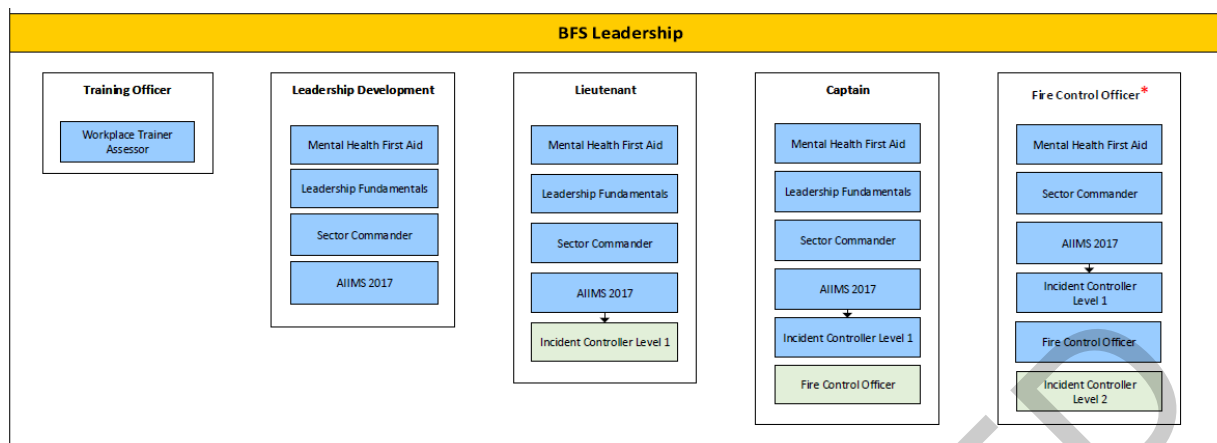 BFS Leadership
Training Officer
Workplace Trainer
Assessor
Leadership Development
Mental Health First Aid
Leadership Fundamentals
Sector Commander
AIIMS 2017
Lieutenant
Mental Health First Aid
Leadership Fundamentals
Sector Commander
AIIMS 2017
Incident Controller Level 1
Captain
Mental Health First Aid
Leadership Fundamentals
Sector Commander
AIIMS 2017
Incident Controller Level 1
Fire Control Officer
Fire Control Officer*
Mental Health First Aid
Sector Commander
AIIMS 2017
Incident Controller
Level 1
Fire Control Officer
Incident Controller
Level 2